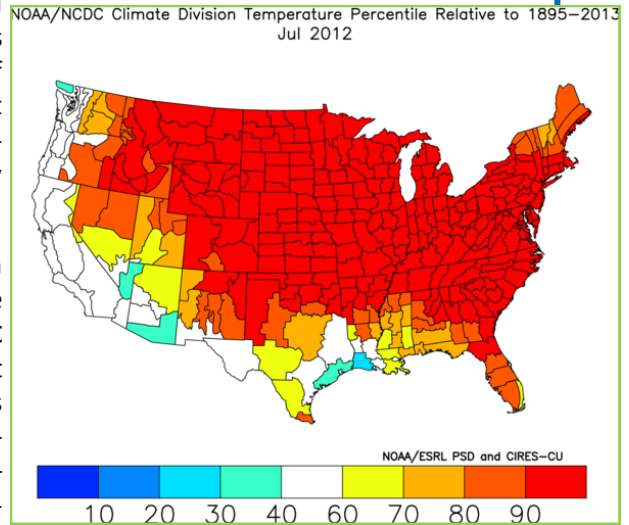 NOAA/NCDC Climate Division Temperature Percentile Relative to 1895–2013
Jul 2012
NOAA/ESRL PSD and CIRES–CU
10 20 30 40 60 70 80 90